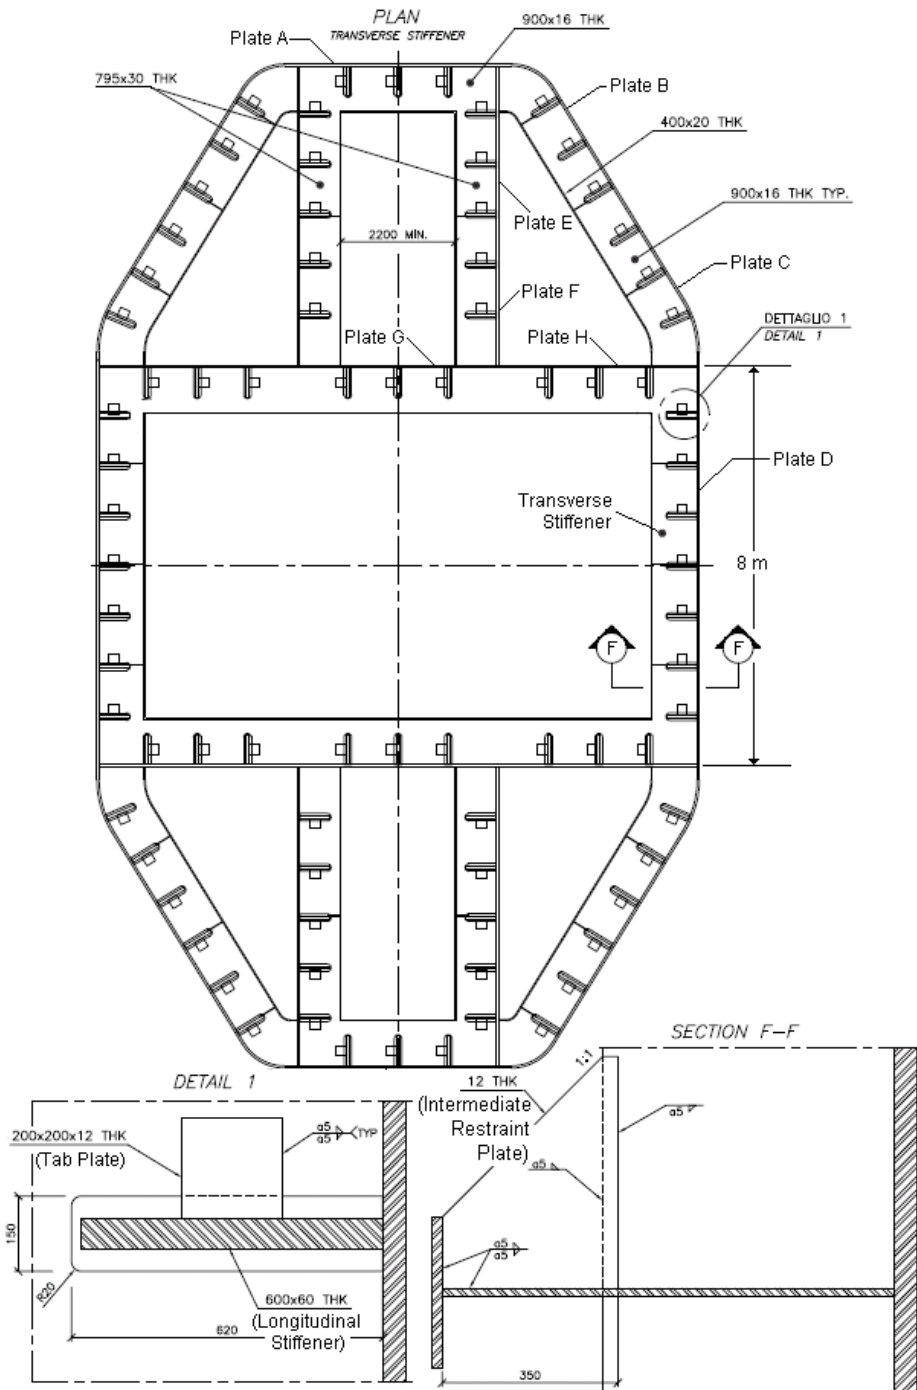 PLAN
TRANSVERSE STIFFENER
900x16 THK
Plate A
795x30 THK
Plate B
400x20 THK
900x16 THK TYP.
Plate E
2200 MIN.
Plate C
Plate F
DETTAGLIO 1
DETAIL 1
Plate G
Plate H
Plate D
Transverse
Stiffener
8 m
F
F
SECTION F-F
DETAIL 1
1:1
12 THK
(Intermediate
Restraint
Plate)
200x200x12 THK
(Tab Plate)
a5
a5
TYP
a5
a5
150
a5
a5
R20
600x60 THK
(Longitudinal
Stiffener)
620
350